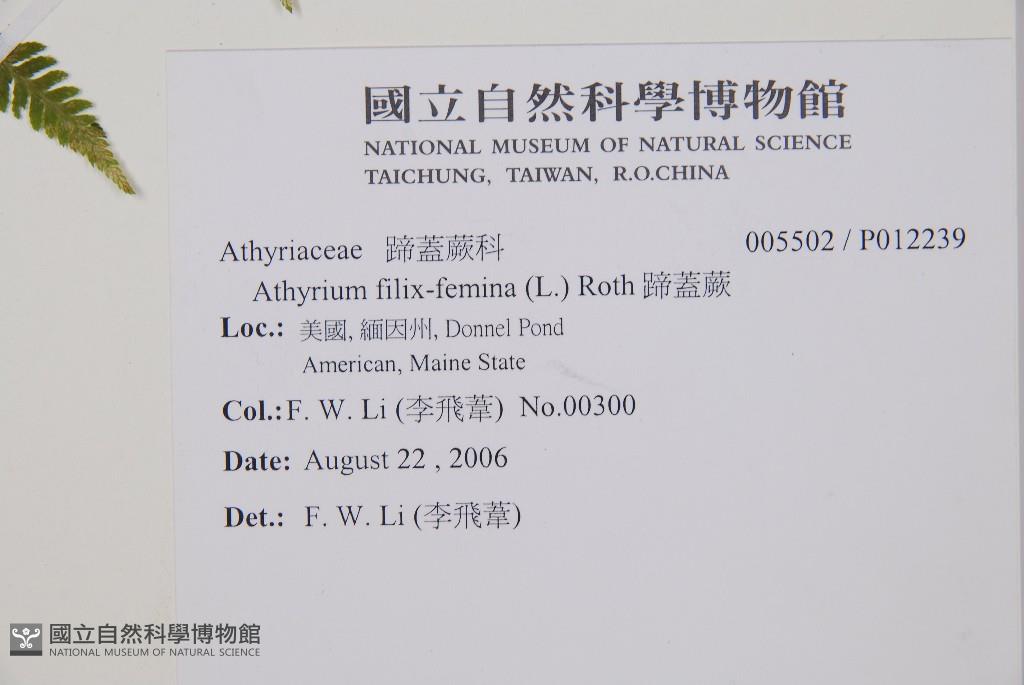 國立自然科學博物館
NATIONAL MUSEUM OF NATURAL SCIENCE
TAICHUNG, TAIWAN, R.O.CHINA
Athyriaceae 蹄蓋蕨科 005502 / P012239
Athyrium filix-femina (L.) Roth 蹄蓋蕨
Loc.: 美國, 緬因州, Donnel Pond
American, Maine State
Col.: F. W. Li (李飛葦) No.00300
Date: August 22 , 2006
Det.: F. W. Li (李飛葦)
國立自然科學博物館
NATIONAL MUSEUM OF NATURAL SCIENCE